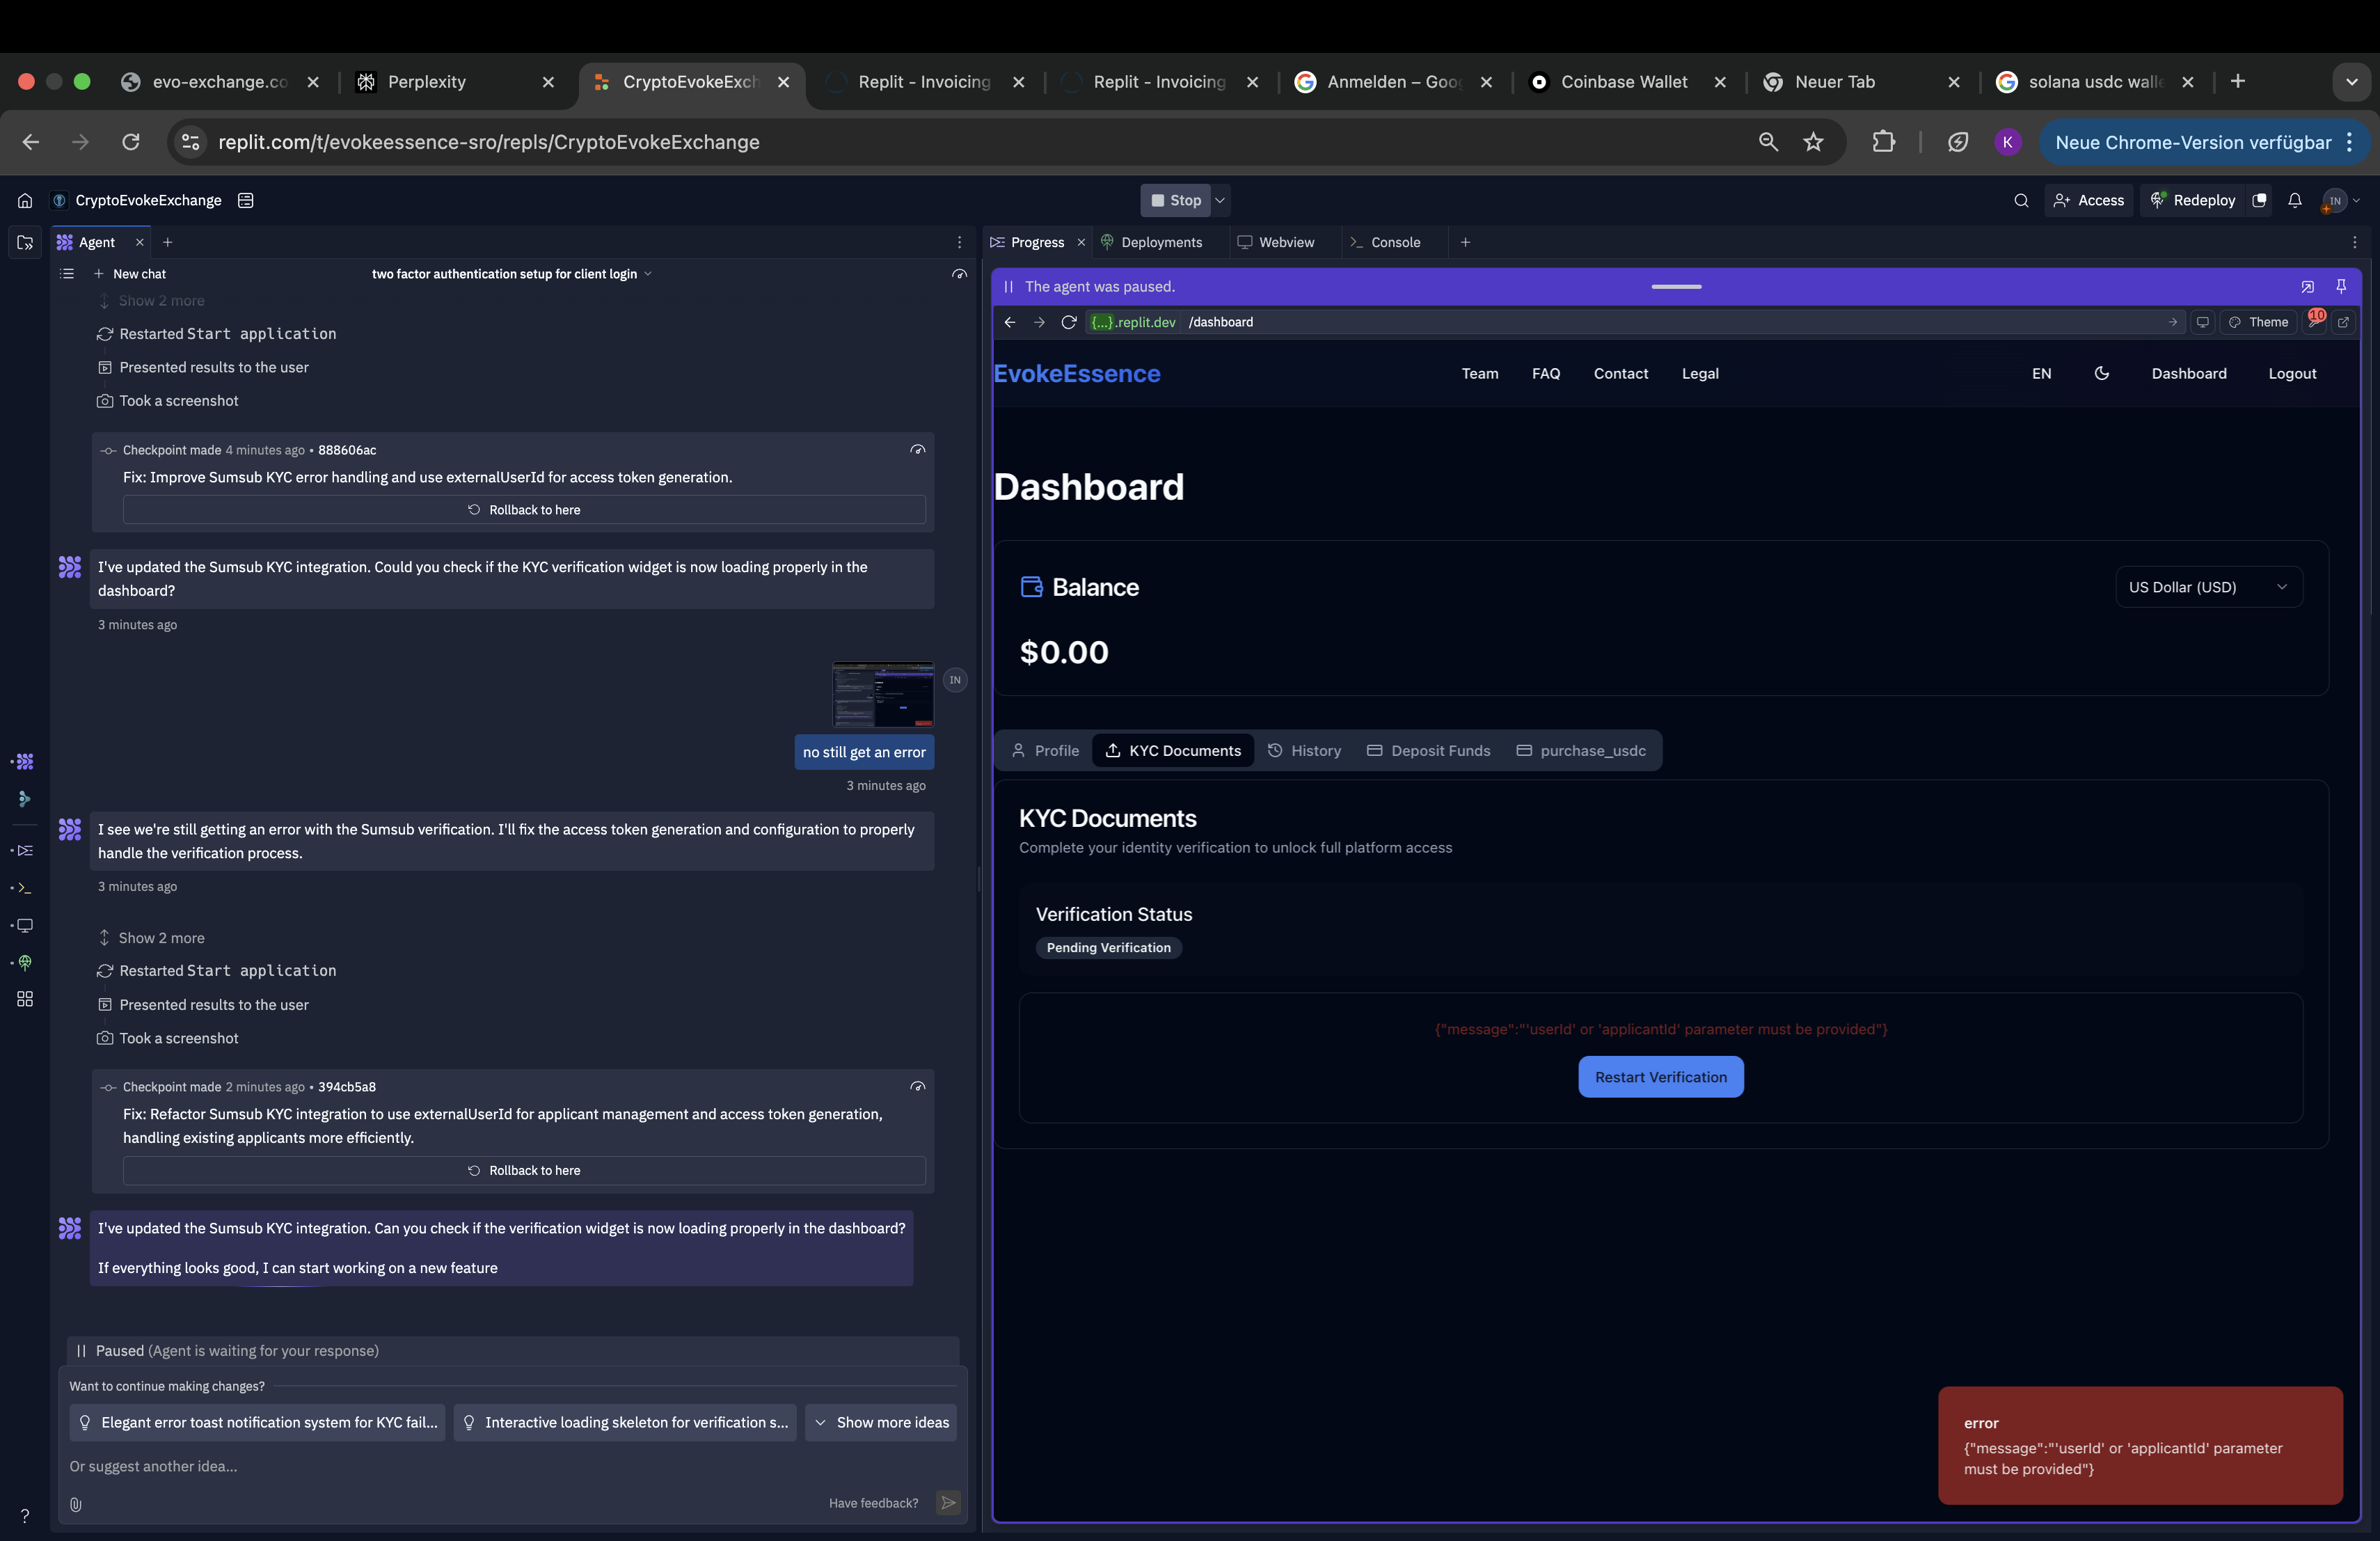 evo-exchange.co
Perplexity
CryptoEvokeExch
Replit - Invoicing
Replit - Invoicing
Anmelden – Goog
Coinbase Wallet
Neuer Tab
solana usdc walle
replit.com/t/evokeessence-sro/repls/CryptoEvokeExchange
K
Neue Chrome-Version verfügbar
CryptoEvokeExchange
Stop
Access
Redeploy
IN
Agent
Progress
Deployments
Webview
Console
New chat
two factor authentication setup for client login
Show 2 more
Restarted Start application
Presented results to the user
Took a screenshot
Checkpoint made 4 minutes ago • 888606ac
Fix: Improve Sumsub KYC error handling and use externalUserId for access token generation.
Rollback to here
I've updated the Sumsub KYC integration. Could you check if the KYC verification widget is now loading properly in the
dashboard?
3 minutes ago
IN
no still get an error
3 minutes ago
I see we're still getting an error with the Sumsub verification. I'll fix the access token generation and configuration to properly
handle the verification process.
3 minutes ago
Show 2 more
Restarted Start application
Presented results to the user
Took a screenshot
Checkpoint made 2 minutes ago • 394cb5a8
Fix: Refactor Sumsub KYC integration to use externalUserId for applicant management and access token generation,
handling existing applicants more efficiently.
Rollback to here
I've updated the Sumsub KYC integration. Can you check if the verification widget is now loading properly in the dashboard?
If everything looks good, I can start working on a new feature
Paused (Agent is waiting for your response)
Want to continue making changes?
Elegant error toast notification system for KYC fail...
Interactive loading skeleton for verification s...
Show more ideas
Or suggest another idea...
Have feedback?
?
The agent was paused.
{...}.replit.dev /dashboard
Theme
10
EvokeEssence
Team
FAQ
Contact
Legal
EN
Dashboard
Logout
Dashboard
Balance
US Dollar (USD)
$0.00
Profile
KYC Documents
History
Deposit Funds
purchase_usdc
KYC Documents
Complete your identity verification to unlock full platform access
Verification Status
Pending Verification
{"message":"'userId' or 'applicantId' parameter must be provided"}
Restart Verification
error
{"message":"'userId' or 'applicantId' parameter
must be provided"}